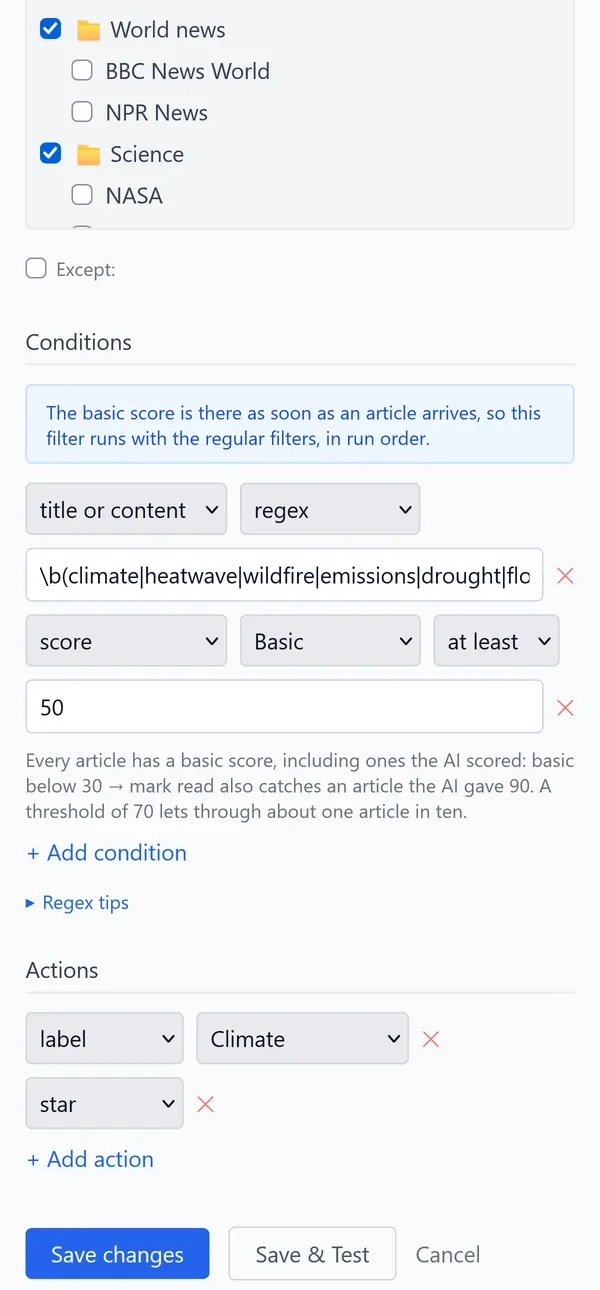 World news
BBC News World
NPR News
Science
NASA
Except:
Conditions
The basic score is there as soon as an article arrives, so this
filter runs with the regular filters, in run order.
title or content
regex
\b(climate|heatwave|wildfire|emissions|drought|flo
score
Basic
at least
50
Every article has a basic score, including ones the AI scored: basic
below 30 → mark read also catches an article the AI gave 90. A
threshold of 70 lets through about one article in ten.
+ Add condition
▸ Regex tips
Actions
label
Climate
star
+ Add action
Save changes
Save & Test
Cancel